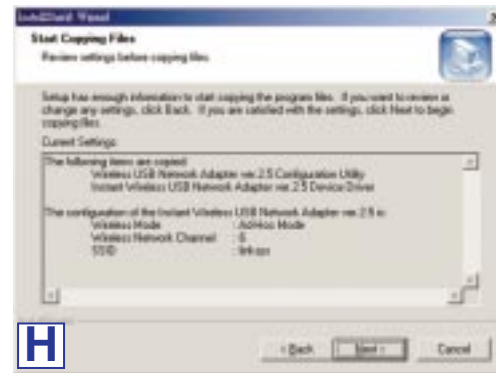 InstallShield Wizard
Start Copying Files
Review settings before copying files.
Setup has enough information to start copying the program files. If you want to review or
change any settings, click Back. If you are satisfied with the settings, click Next to begin
copying files.
Current Settings:
The following items are copied:
Wireless USB Network Adapter ver.2.5 Configuration Utility
Instant Wireless USB Network Adapter ver.2.5 Device Driver
The configuration of the Instant Wireless USB Network Adapter ver.2.5 is:
Wireless Mode : Ad-Hoc Mode
Wireless Network Channel : 6
SSID : linksys
H
< Back
Next >
Cancel